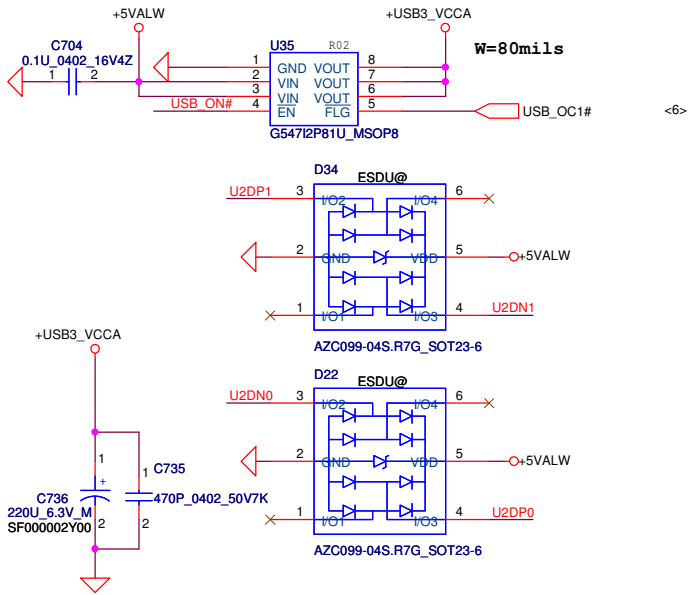 +5VALW
+USB3_VCCA
C704
0.1U_0402_16V4Z
1 2
U35 R02
W=80mils
1 GND VOUT 8
2 VIN VOUT 7
3 VIN VOUT 6
USB_ON# 4 EN FLG 5 USB_OC1# <6>
G547I2P81U_MSOP8
D34
ESDU@
U2DP1 3 I/O2 I/O4 6
2 GND VDD 5 +5VALW
1 I/O1 I/O3 4 U2DN1
AZC099-04S.R7G_SOT23-6
+USB3_VCCA
D22
ESDU@
U2DN0 3 I/O2 I/O4 6
2 GND VDD 5 +5VALW
1 I/O1 I/O3 4 U2DP0
AZC099-04S.R7G_SOT23-6
1
+
C736
220U_6.3V_M
SF000002Y00
2
1
C735
470P_0402_50V7K
2